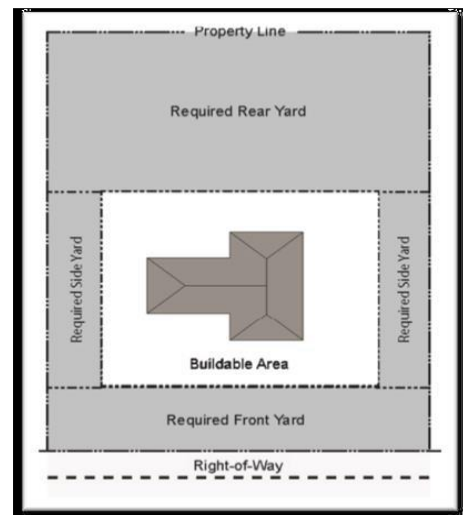 Property Line
Required Rear Yard
Required Side Yard
Required Side Yard
Buildable Area
Required Front Yard
Right-of-Way